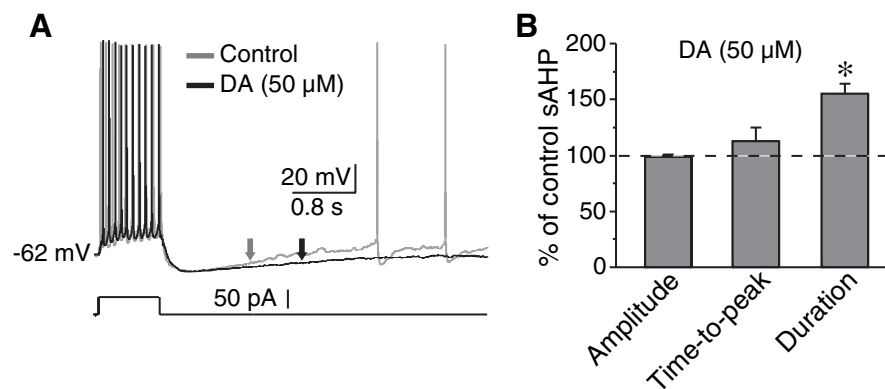 A
Control
DA (50 µM)
20 mV
0.8 s
-62 mV
50 pA
B
DA (50 µM)
*
% of control sAHP
200
150
100
50
0
Amplitude
Time-to-peak
Duration